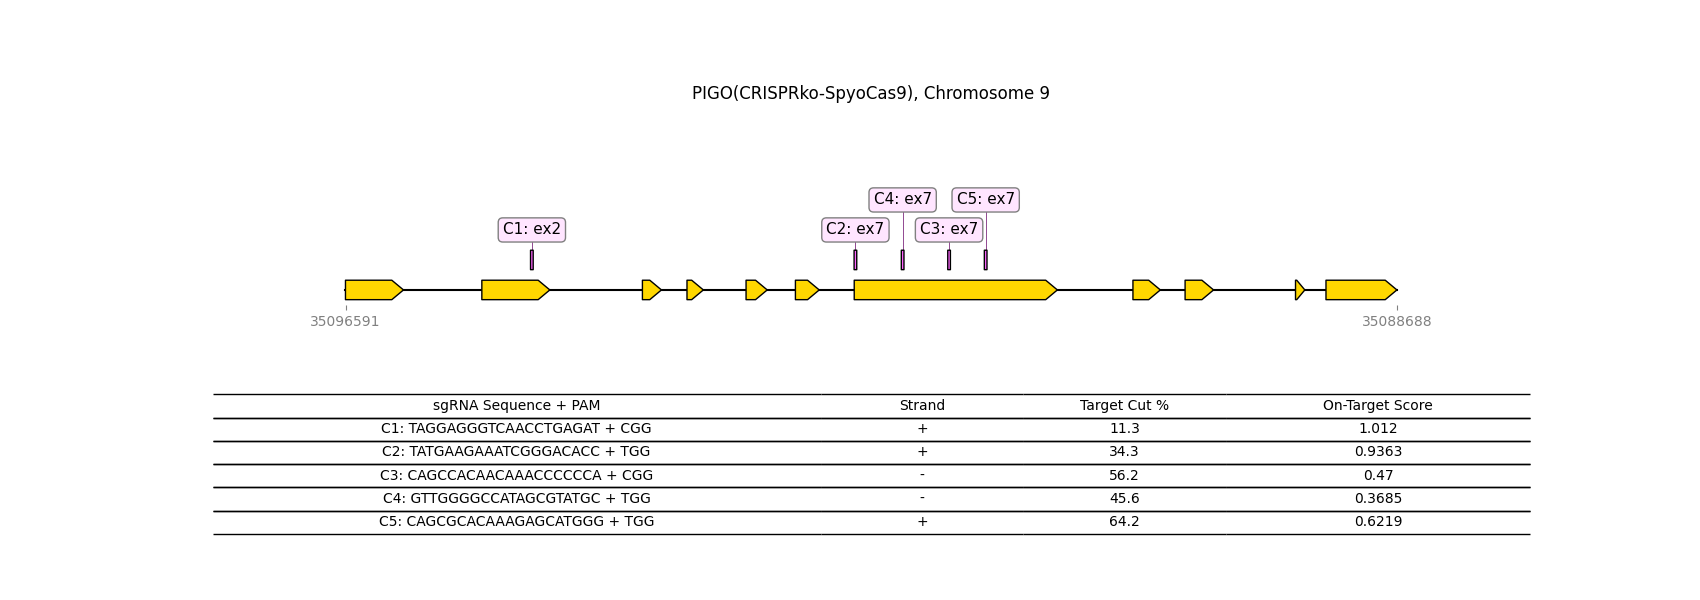 PIGO(CRISPRko-SpyoCas9), Chromosome 9
C4: ex7 C5: ex7
C1: ex2 C2: ex7 C3: ex7
35096591 35088688
sgRNA Sequence + PAM Strand Target Cut % On-Target Score
C1: TAGGAGGGTCAACCTGAGAT + CGG + 11.3 1.012
C2: TATGAAGAAATCGGGACACC + TGG + 34.3 0.9363
C3: CAGCCACAACAAACCCCCCA + CGG - 56.2 0.47
C4: GTTGGGGCCATAGCGTATGC + TGG - 45.6 0.3685
C5: CAGCGCACAAAGAGCATGGG + TGG + 64.2 0.6219